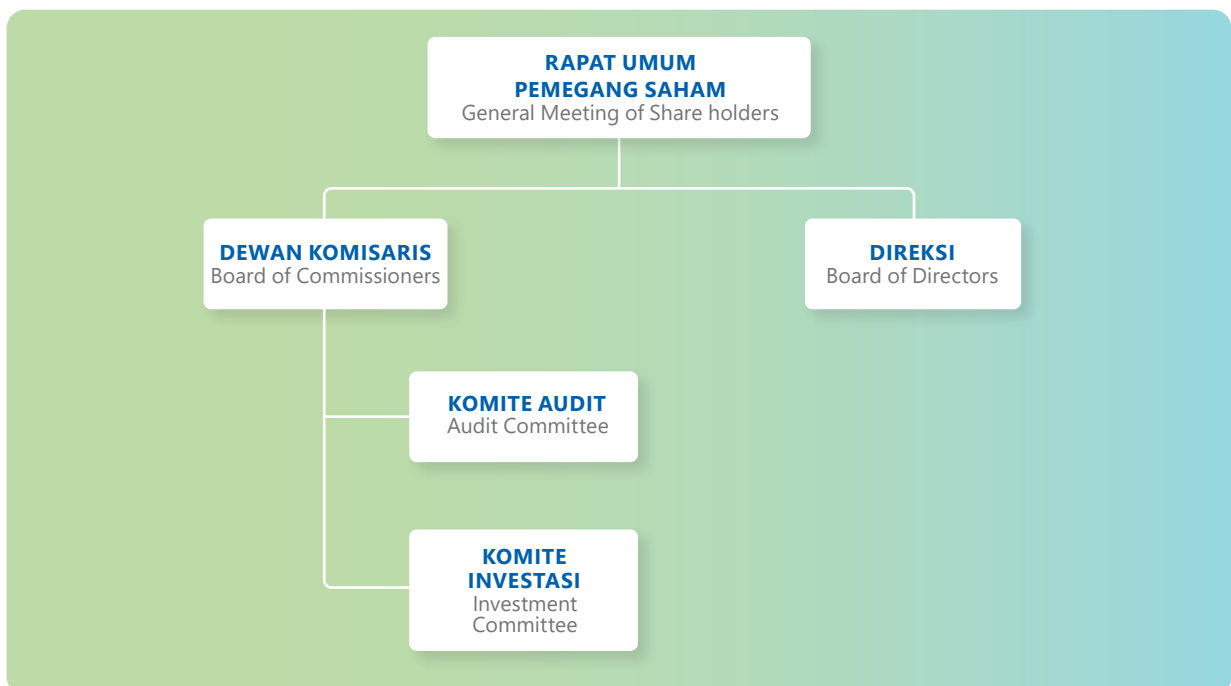 RAPAT UMUM
PEMEGANG SAHAM
General Meeting of Share holders
DEWAN KOMISARIS
Board of Commissioners
DIREKSI
Board of Directors
KOMITE AUDIT
Audit Committee
KOMITE
INVESTASI
Investment
Committee